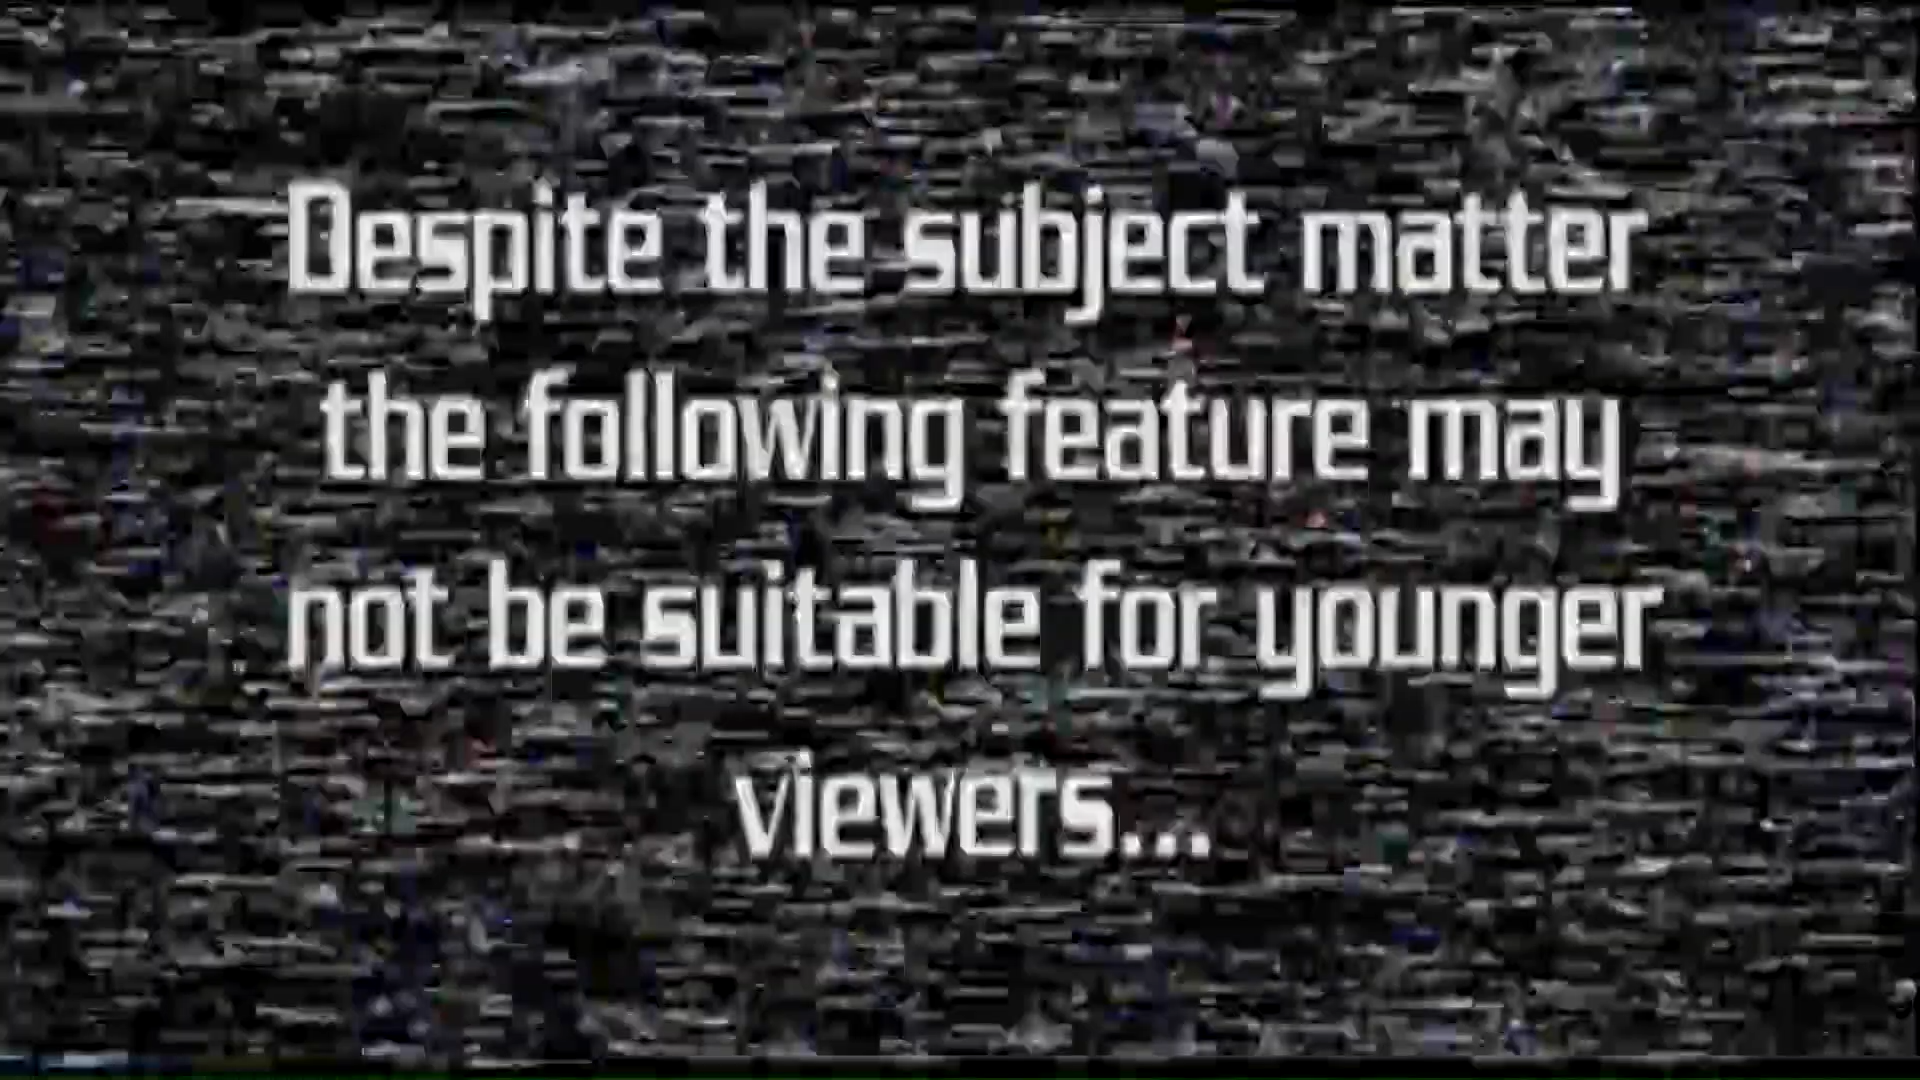 Despite the subject matter
the following feature may
not be suitable for younger
viewers...